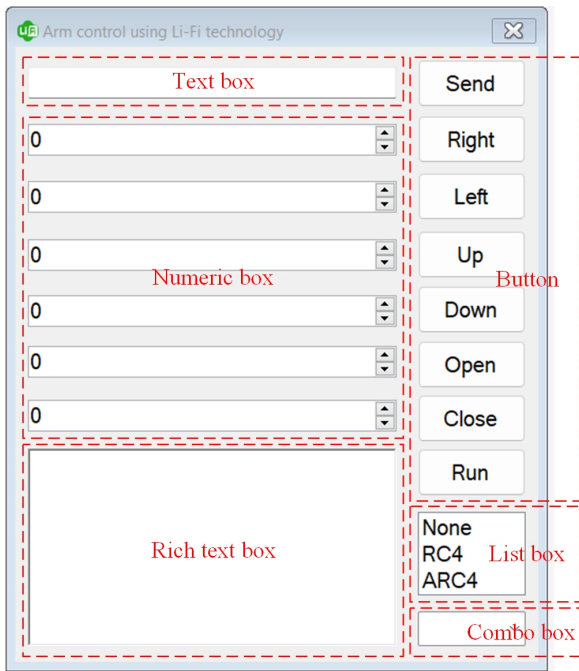 Arm control using Li-Fi technology
Text box
Send
0
Right
0
Left
0
Up
Numeric box
Button
0
Down
0
Open
0
Close
Run
Rich text box
None
RC4
List box
ARC4
Combo box